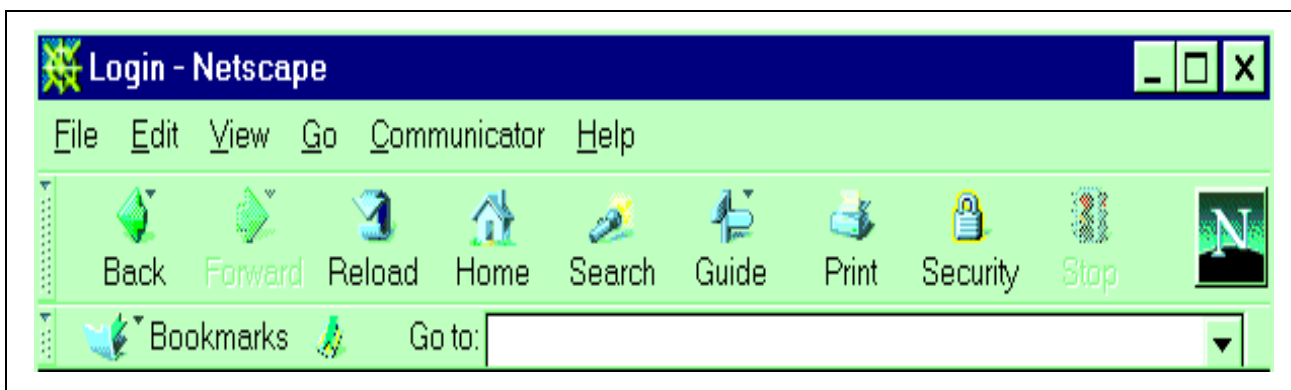 Login - Netscape
File Edit View Go Communicator Help
Back Forward Reload Home Search Guide Print Security Stop
N
Bookmarks Go to: